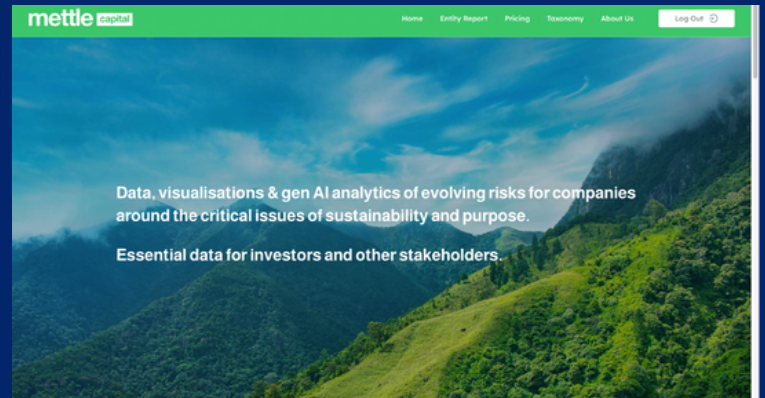 mettle capital
Home Entity Report Pricing Taxonomy About Us Log Out
Data, visualisations & gen AI analytics of evolving risks for companies
around the critical issues of sustainability and purpose.
Essential data for investors and other stakeholders.